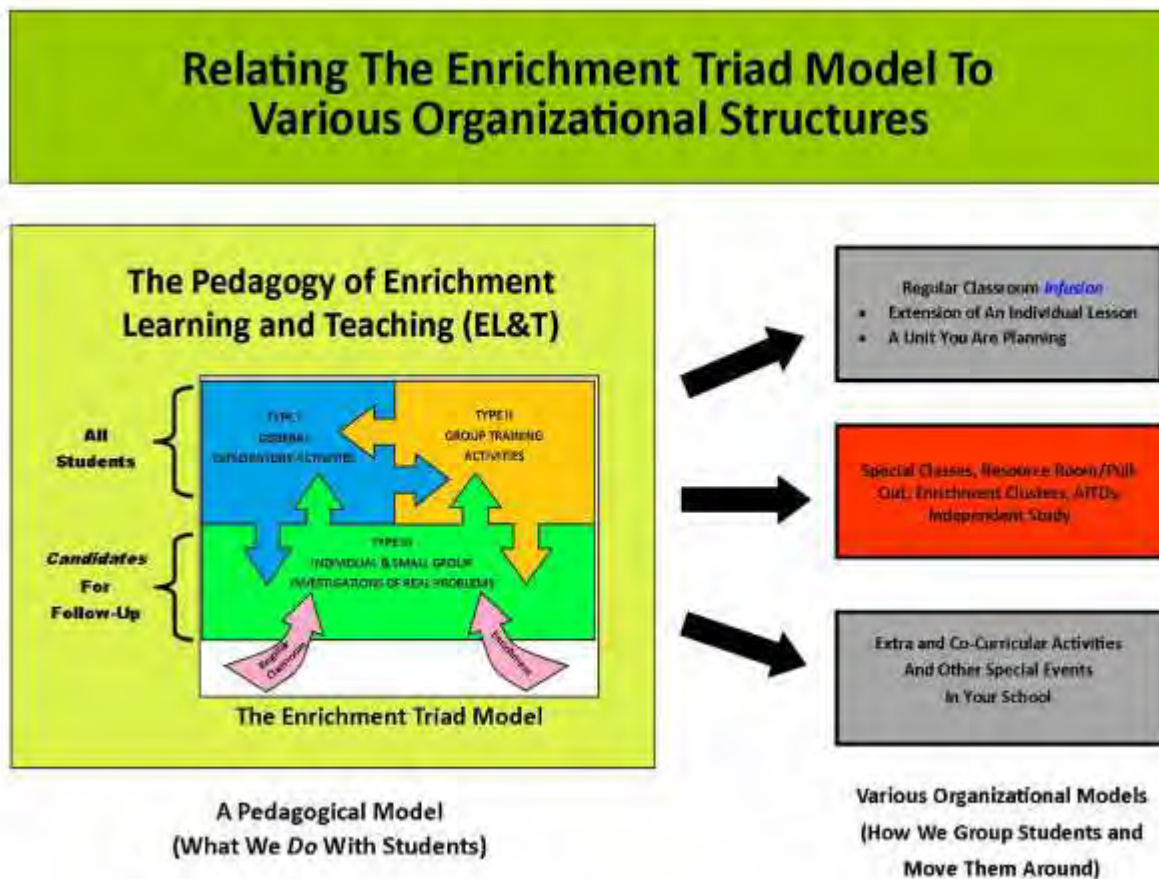 Relating The Enrichment Triad Model To
Various Organizational Structures
The Pedagogy of Enrichment
Learning and Teaching (EL&T)
All
Students
Candidates
For
Follow-Up
TYPE I
GENERAL
EXPLORATORY ACTIVITIES
TYPE II
GROUP TRAINING
ACTIVITIES
TYPE III
INDIVIDUAL & SMALL GROUP
INVESTIGATIONS OF REAL PROBLEMS
Regular
Classroom
Enrichment
The Enrichment Triad Model
A Pedagogical Model
(What We Do With Students)
Regular Classroom Infusion
• Extension of An Individual Lesson
• A Unit You Are Planning
Special Classes, Resource Room/Pull-
Out, Enrichment Clusters,
Independent Study
Extra and Co-Curricular Activities
And Other Special Events
In Your School
Various Organizational Models
(How We Group Students and
Move Them Around)